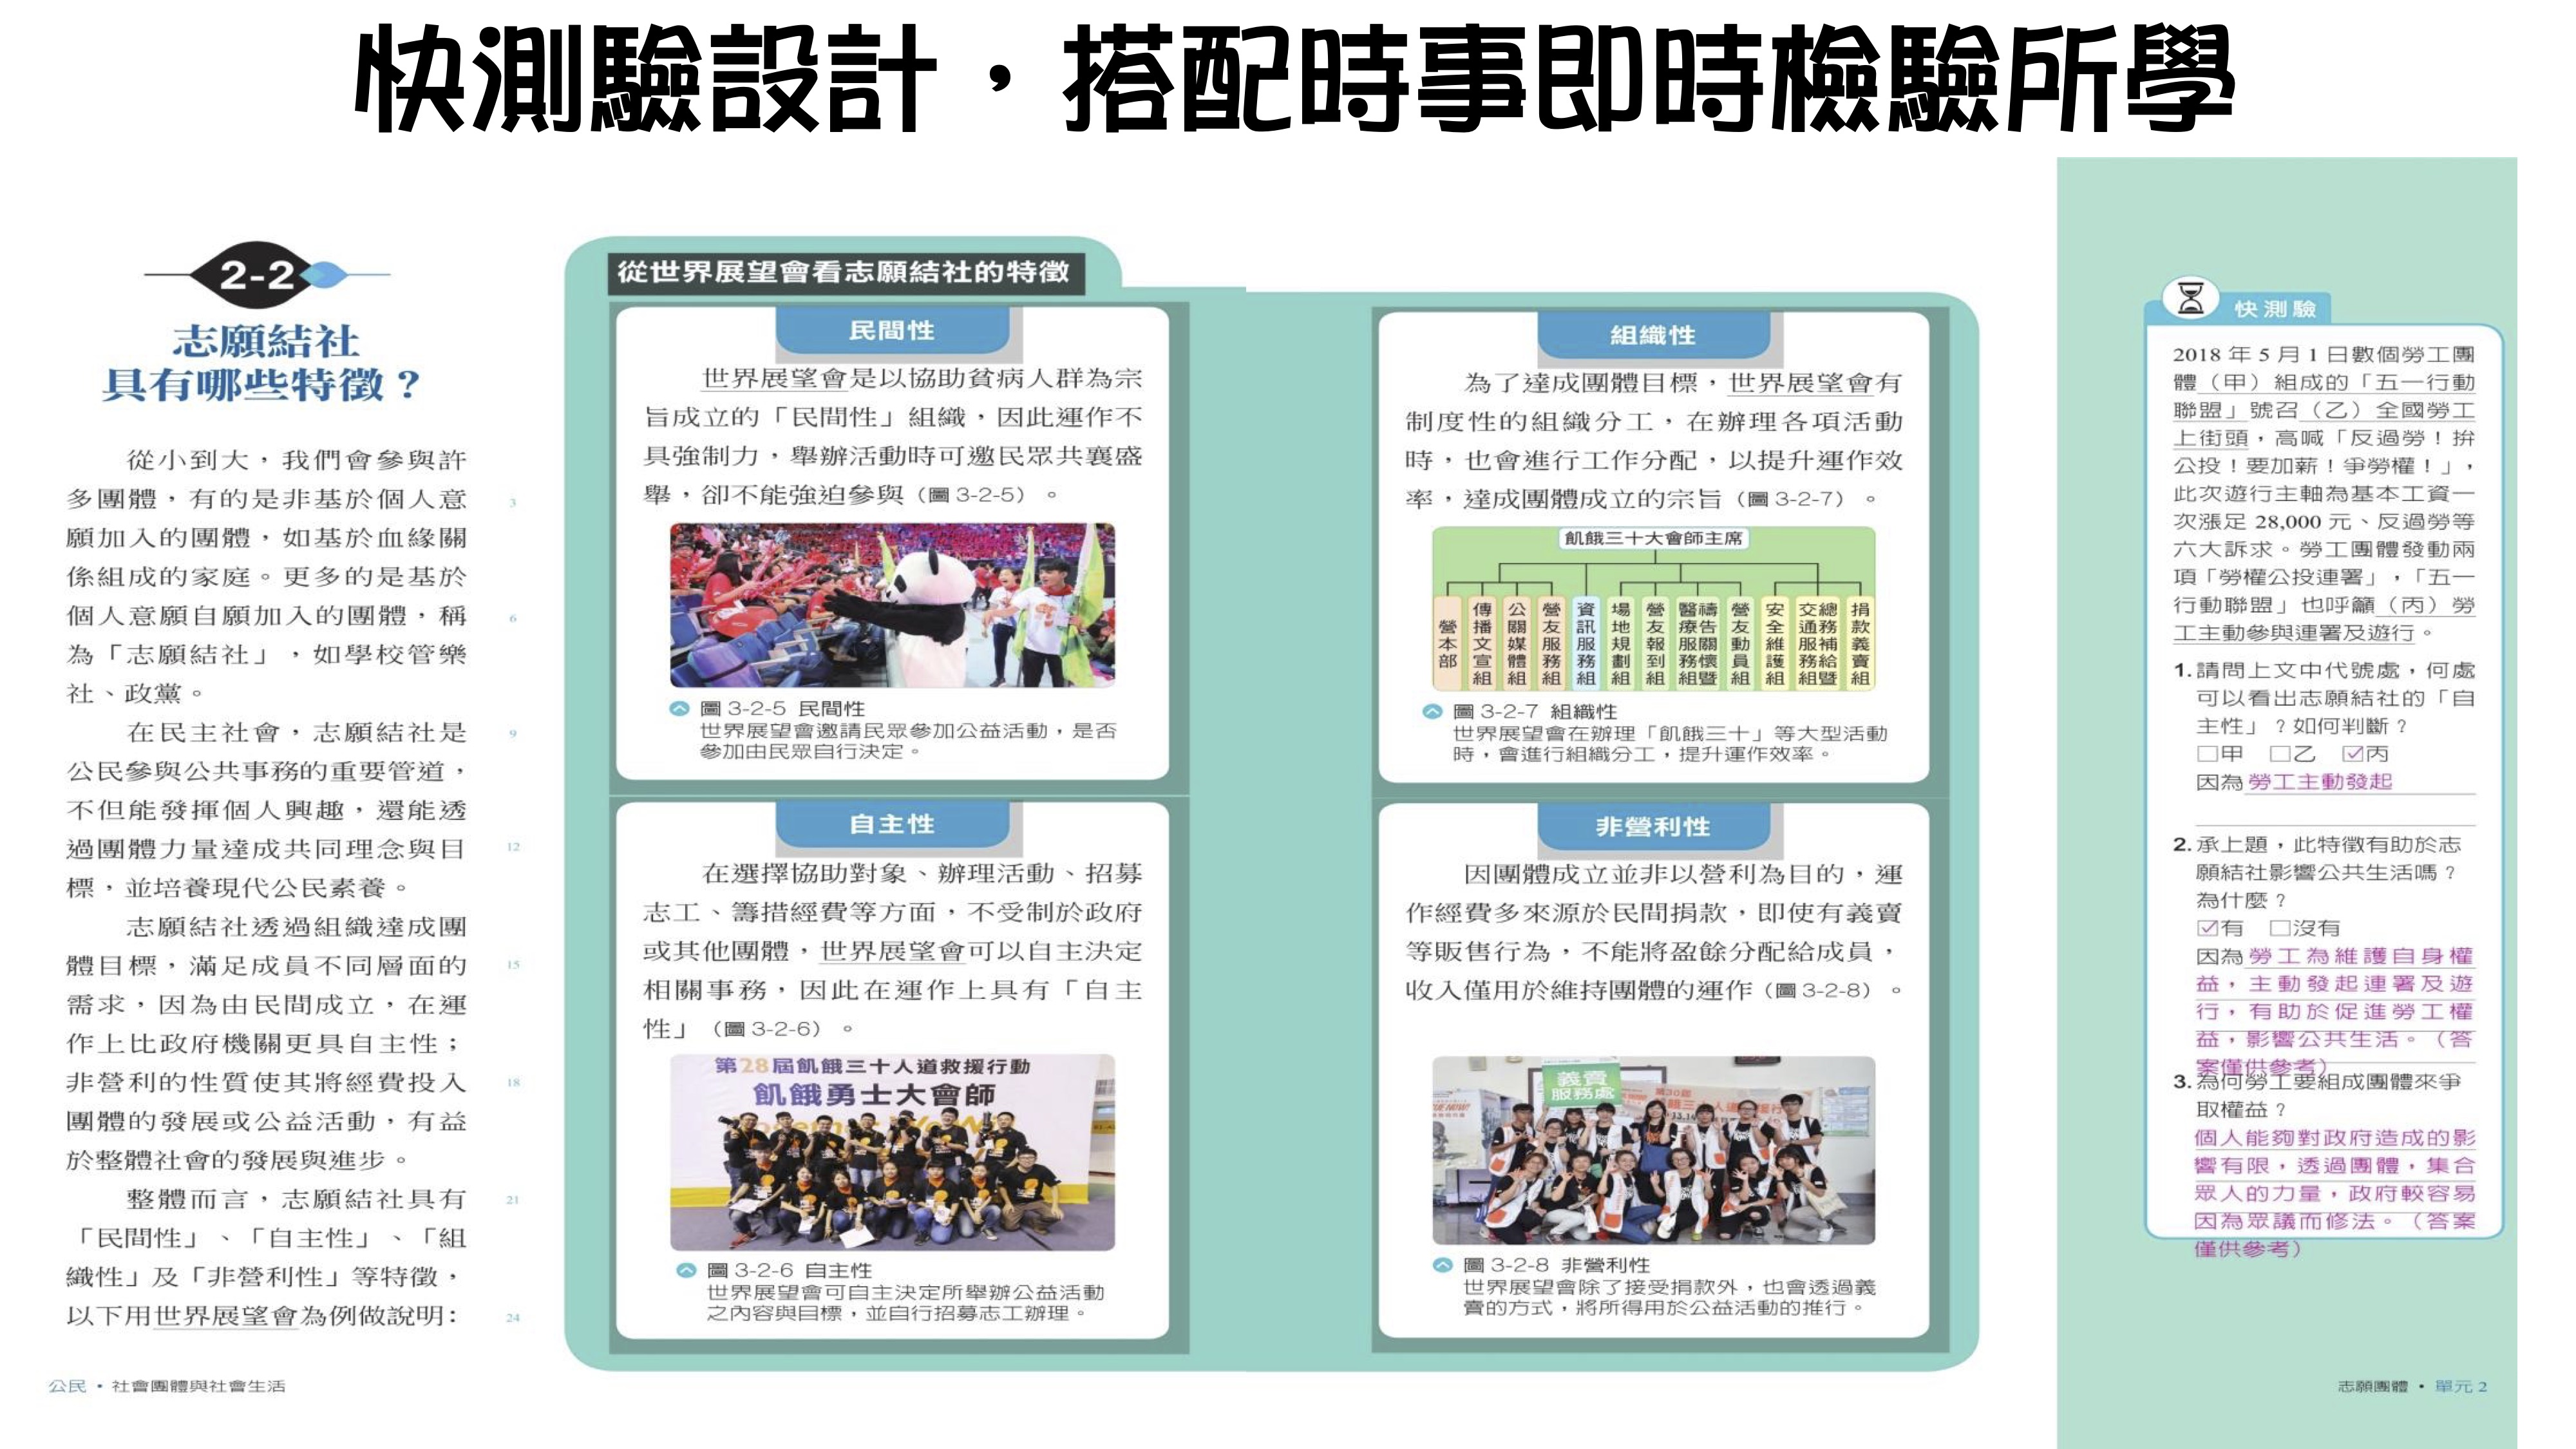 快測驗設計，搭配時事即時檢驗所學
2-2
志願結社
具有哪些特徵？
從小到大，我們會參與許
多團體，有的是非基於個人意
願加入的團體，如基於血緣關
係組成的家庭。更多的是基於
個人意願自願加入的團體，稱
為「志願結社」，如學校管樂
社、政黨。
在民主社會，志願結社是
公民參與公共事務的重要管道，
不但能發揮個人興趣，還能透
過團體力量達成共同理念與目
標，並培養現代公民素養。
志願結社透過組織達成團
體目標，滿足成員不同層面的
需求，因為由民間成立，在運
作上比政府機關更具自主性；
非營利的性質使其將經費投入
團體的發展或公益活動，有益
於整體社會的發展與進步。
整體而言，志願結社具有
「民間性」、「自主性」、「組
織性」及「非營利性」等特徵，
以下用世界展望會為例做說明：
3
6
9
12
15
18
21
24
公民・社會團體與社會生活
從世界展望會看志願結社的特徵
民間性
世界展望會是以協助貧病人群為宗
旨成立的「民間性」組織，因此運作不
具強制力，舉辦活動時可邀民眾共襄盛
舉，卻不能強迫參與（圖 3-2-5）。
圖 3-2-5 民間性
世界展望會邀請民眾參加公益活動，是否
參加由民眾自行決定。
自主性
在選擇協助對象、辦理活動、招募
志工、籌措經費等方面，不受制於政府
或其他團體，世界展望會可以自主決定
相關事務，因此在運作上具有「自主
性」（圖 3-2-6）。
第28屆飢餓三十人道救援行動
飢餓勇士大會師
圖 3-2-6 自主性
世界展望會可自主決定所舉辦公益活動
之內容與目標，並自行招募志工辦理。
組織性
為了達成團體目標，世界展望會有
制度性的組織分工，在辦理各項活動
時，也會進行工作分配，以提升運作效
率，達成團體成立的宗旨（圖 3-2-7）。
飢餓三十大會師主席
營本部
傳播文宣組
公關媒體組
營友服務組
資訊服務組
場地規劃組
營友報到組
醫療服務組暨
禱告關懷
營友動員組
安全維護組
交通服務組暨
總務補給
捐款義賣組
圖 3-2-7 組織性
世界展望會在辦理「飢餓三十」等大型活動
時，會進行組織分工，提升運作效率。
非營利性
因團體成立並非以營利為目的，運
作經費多來源於民間捐款，即使有義賣
等販售行為，不能將盈餘分配給成員，
收入僅用於維持團體的運作（圖 3-2-8）。
義賣
服務處
圖 3-2-8 非營利性
世界展望會除了接受捐款外，也會透過義
賣的方式，將所得用於公益活動的推行。
快測驗
2018 年 5 月 1 日數個勞工團
體（甲）組成的「五一行動
聯盟」號召（乙）全國勞工
上街頭，高喊「反過勞！拚
公投！要加薪！爭勞權！」，
此次遊行主軸為基本工資一
次漲足 28,000 元、反過勞等
六大訴求。勞工團體發動兩
項「勞權公投連署」，「五一
行動聯盟」也呼籲（丙）勞
工主動參與連署及遊行。
1.請問上文中代號處，何處
可以看出志願結社的「自
主性」？如何判斷？
□甲 □乙 ☑丙
因為勞工主動發起
2.承上題，此特徵有助於志
願結社影響公共生活嗎？
為什麼？
☑有 □沒有
因為勞工為維護自身權
益，主動發起連署及遊
行，有助於促進勞工權
益，影響公共生活。（答
案僅供參考）
3.為何勞工要組成團體來爭
取權益？
個人能夠對政府造成的影
響有限，透過團體，集合
眾人的力量，政府較容易
因為眾議而修法。（答案
僅供參考）
志願團體・單元 2